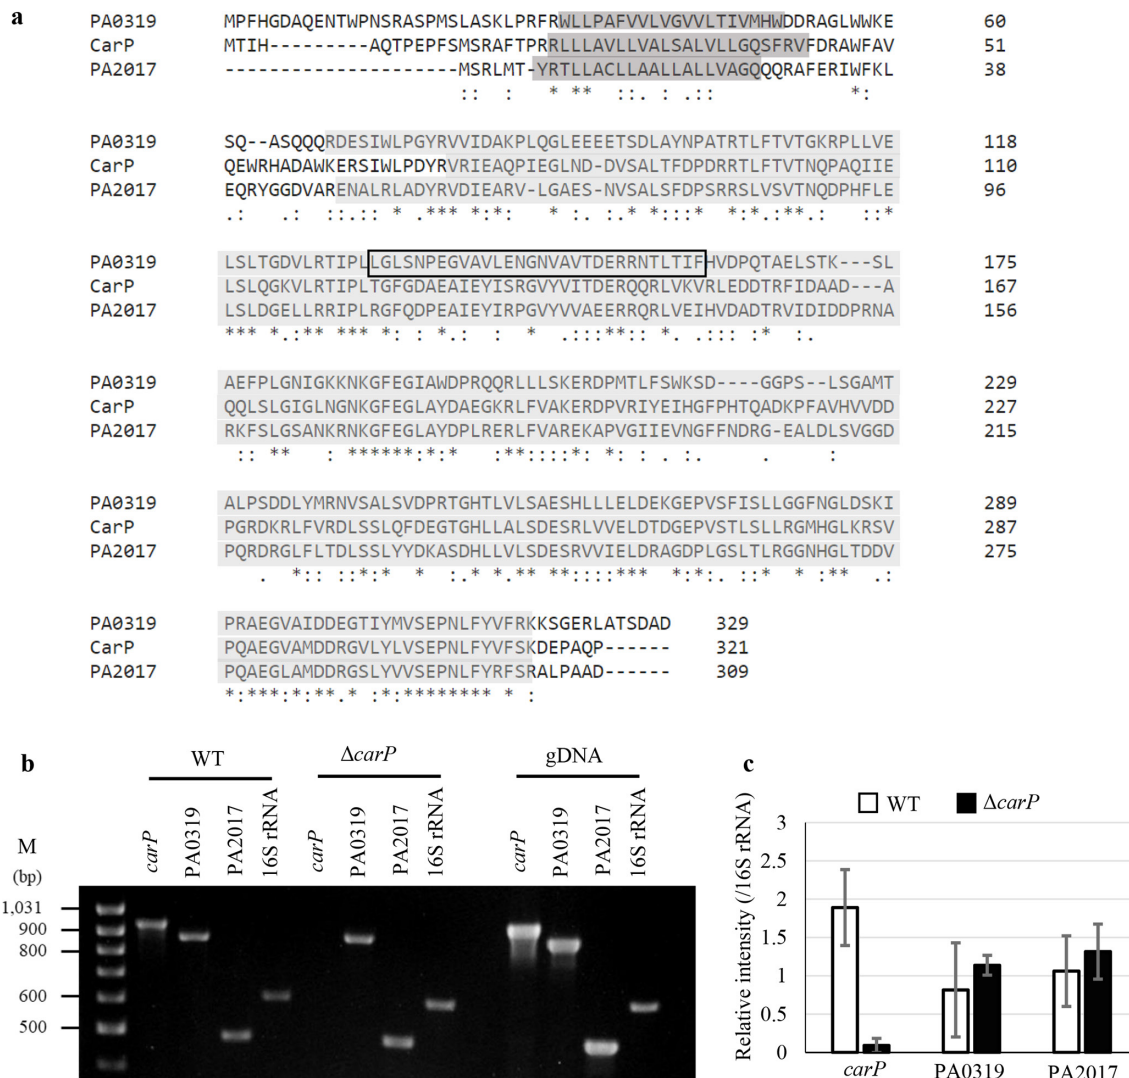 a
PA0319 MPFHGDAQENTWPNSRASPMSLASKLPRFRWLLPAFVVLVGVVLTIVMHWDDRAGLWWKE 60
CarP MTIH---------AQTPEPFSMSRAFTPRRLLLAVLLVALSALVLLGQSFRVFDRAWFAV 51
PA2017 ---------------------MSRLMT-YRTLLACLLAALLALLVAGQQQRAFERIWFKL 38
:: : * ** ::. : .:: *:
PA0319 SQ--ASQQQRDESIWLPGYRVVIDAKPLQGLEEEETSDLAYNPATRTLFTVTGKRPLLVE 118
CarP QEWRHADAWKERSIWLPDYRVRIEAQPIEGLND-DVSALTFDPDRRTLFTVTNQPAQIIE 110
PA2017 EQRYGGDVAREENALRLADYRVDIEARV-LGAESNVSALSFDPSRRSLVSVTNQDPHFLE 96
.: .: ::.:: * .*** *:*: *: .: :.* *:::* *:*.:**.: ::*
PA0319 LSLTGDVLRTIPLLGLSNPEGVAVLENGNVAVTDERRNTLTIFHVDPQTAELSTK---SL 175
CarP LSLQGKVLRTIPLTGFGDAEAIEYISRGVYVITDERQQRLVKVRLEDDTRFIDAAD---A 167
PA2017 LSLDGELLRRIPLRGFQDPEAIEYIRPGVYVVAEERRQRLVEIHVDADTRVIDIDDPRNA 156
*** *.:** *** *: : *.: : * .:::**:: *. .::: :* :. :
PA0319 AEFPLGNIGKKNKGFEGIAWDPRQQRLLLSKERDPMTLFSWKSD----GGPS--LSGAMT 229
CarP QQLSLGIGLNGNKGFEGLAYDAEGKRLFVAKERDPVRIYEIHGFPHTQADKPFAVHVVDD 227
PA2017 RKFSLGSANKRNKGFEGLAYDPLRERLFVAREKAPVGIIEVNGFFNDRG-EALDLSVGGD 215
:: ** : ******:*:* :**::::*: *: : :. . :
PA0319 ALPSDDLYMRNVSALSVDPRTGHTLVLSAESHLLLELDEKGEPVSFISLLGGFNGLDSKI 289
CarP PGRDKRLFVRDLSSLQFDEGTGHLLALSDESRLVVELDTDGEPVSTLSLLRGMHGLKRSV 287
PA2017 PQRDRGLFLTDLSSLYYDKASDHLLVLSDESRVVIELDRAGDPLGSLTLRGGNHGLTDDV 275
. *:: ::*:* * :.* *.** **:::*** *:*:. ::* * :** .:
PA0319 PRAEGVAIDDEGTIYMVSEPNLFYVFRKKSGERLATSDAD 329
CarP PQAEGVAMDDRGVLYLVSEPNLFYVFSKDEPAQP------ 321
PA2017 PQAEGLAMDDRGSLYVVSEPNLFYRFSRALPAAD------ 309
*:***:*:**.* :*:******** * :
b
WT ΔcarP gDNA
M (bp) carP PA0319 PA2017 16S rRNA carP PA0319 PA2017 16S rRNA carP PA0319 PA2017 16S rRNA
1,031
900
800
600
500
c
WT ΔcarP
Relative intensity (/16S rRNA)
3
2.5
2
1.5
1
0.5
0
carP PA0319 PA2017